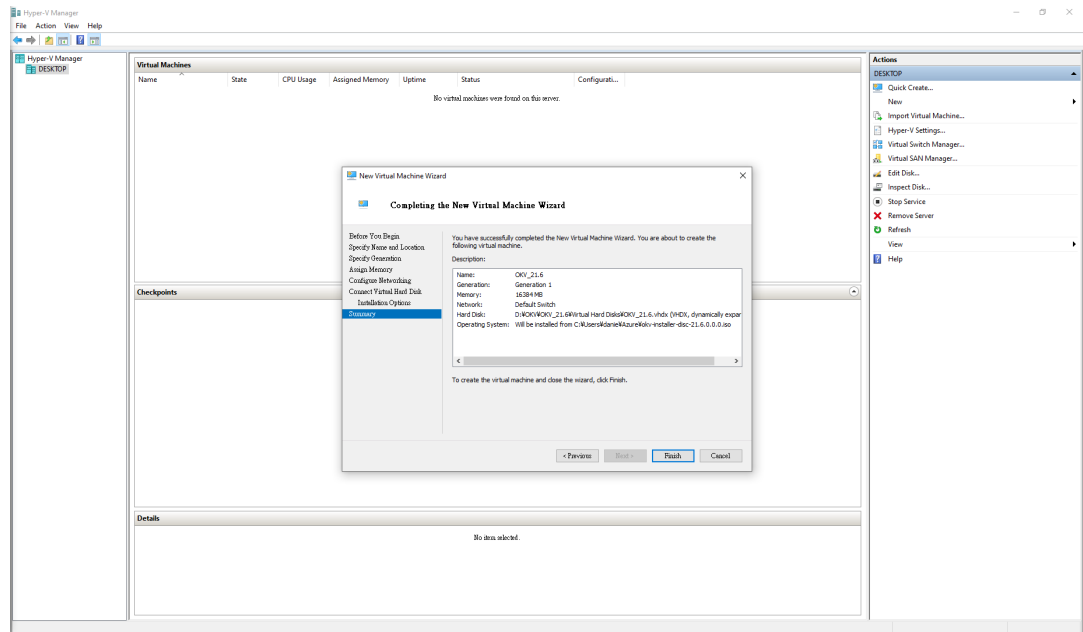 Hyper-V Manager
File Action View Help
Hyper-V Manager
DESKTOP
Virtual Machines
Name State CPU Usage Assigned Memory Uptime Status Configurati...
No virtual machines were found on this server.
New Virtual Machine Wizard
Completing the New Virtual Machine Wizard
Before You Begin
Specify Name and Location
Specify Generation
Assign Memory
Configure Networking
Connect Virtual Hard Disk
Installation Options
Summary
You have successfully completed the New Virtual Machine Wizard. You are about to create the
following virtual machine.
Description:
Name: OKV_21.6
Generation: Generation 1
Memory: 16384 MB
Network: Default Switch
Hard Disk: D:¥OKV¥OKV_21.6¥Virtual Hard Disks¥OKV_21.6.vhdx (VHDX, dynamically expar
Operating System: Will be installed from C:¥Users¥danie¥Azure¥okv-installer-disc-21.6.0.0.0.iso
To create the virtual machine and close the wizard, click Finish.
< Previous Next > Finish Cancel
Checkpoints
Details
No item selected.
Actions
DESKTOP
Quick Create...
New
Import Virtual Machine...
Hyper-V Settings...
Virtual Switch Manager...
Virtual SAN Manager...
Edit Disk...
Inspect Disk...
Stop Service
Remove Server
Refresh
View
Help